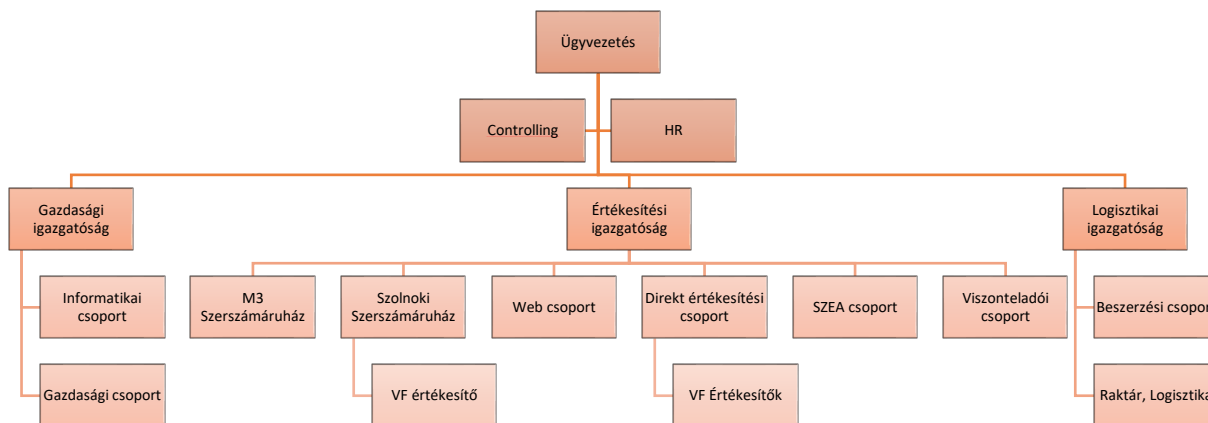 Ügyvezetés
Controlling
HR
Gazdasági
igazgatóság
Értékesítési
igazgatóság
Logisztikai
igazgatóság
Informatikai
csoport
M3
Szerszámáruház
Szolnoki
Szerszámáruház
Web csoport
Direkt értékesítési
csoport
SZEA csoport
Viszonteladói
csoport
Beszerzési csopor
Gazdasági csoport
VF értékesítő
VF Értékesítők
Raktár, Logisztika